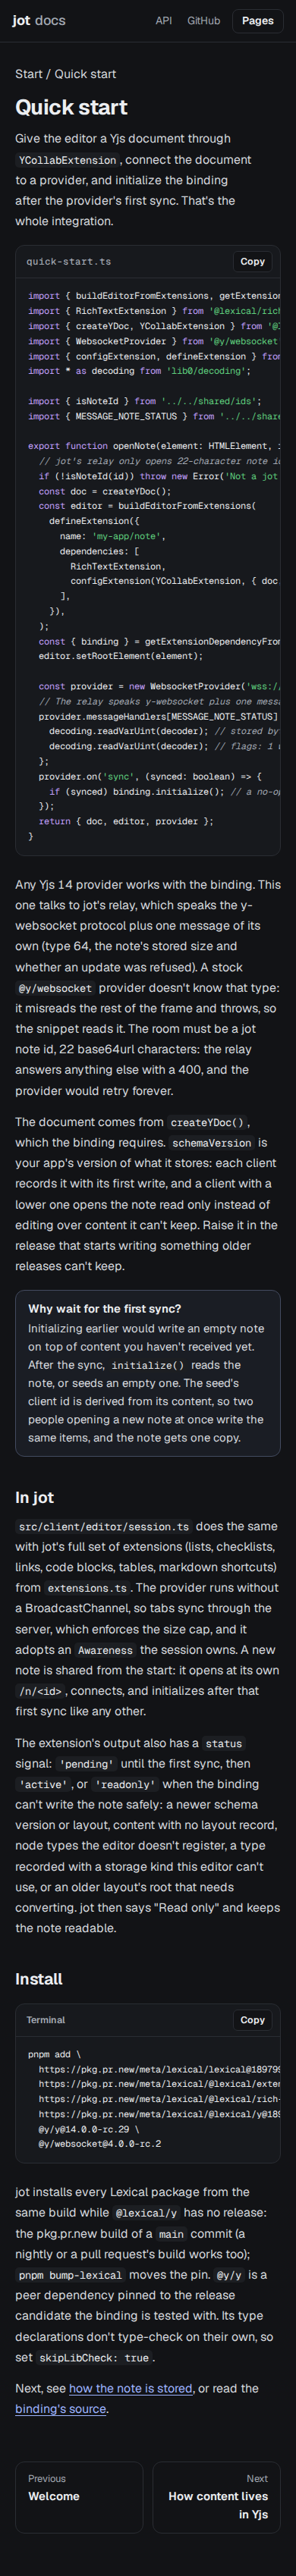 jot docs
API GitHub Pages
Start / Quick start
Quick start
Give the editor a Yjs document through
YCollabExtension, connect the document
to a provider, and initialize the binding
after the provider's first sync. That's the
whole integration.
quick-start.ts Copy
import { buildEditorFromExtensions, getExtension
import { RichTextExtension } from '@lexical/rich
import { createYDoc, YCollabExtension } from '@l
import { WebsocketProvider } from '@y/websocket
import { configExtension, defineExtension } from
import * as decoding from 'lib0/decoding';
import { isNoteId } from '../../shared/ids';
import { MESSAGE_NOTE_STATUS } from '../../share
export function openNote(element: HTMLElement, i
// jot's relay only opens 22-character note i
if (!isNoteId(id)) throw new Error('Not a jot
const doc = createYDoc();
const editor = buildEditorFromExtensions(
defineExtension({
name: 'my-app/note',
dependencies: [
RichTextExtension,
configExtension(YCollabExtension, { doc
],
}),
);
const { binding } = getExtensionDependencyFrom
editor.setRootElement(element);
const provider = new WebsocketProvider('wss:/
// The relay speaks y-websocket plus one messa
provider.messageHandlers[MESSAGE_NOTE_STATUS]
decoding.readVarUint(decoder); // stored by
decoding.readVarUint(decoder); // flags: 1
};
provider.on('sync', (synced: boolean) => {
if (synced) binding.initialize(); // a no-op
});
return { doc, editor, provider };
}
Any Yjs 14 provider works with the binding. This
one talks to jot's relay, which speaks the y-
websocket protocol plus one message of its
own (type 64, the note's stored size and
whether an update was refused). A stock
@y/websocket provider doesn't know that type:
it misreads the rest of the frame and throws, so
the snippet reads it. The room must be a jot
note id, 22 base64url characters: the relay
answers anything else with a 400, and the
provider would retry forever.
The document comes from createYDoc(),
which the binding requires. schemaVersion is
your app's version of what it stores: each client
records it with its first write, and a client with a
lower one opens the note read only instead of
editing over content it can't keep. Raise it in the
release that starts writing something older
releases can't keep.
Why wait for the first sync?
Initializing earlier would write an empty note
on top of content you haven't received yet.
After the sync, initialize() reads the
note, or seeds an empty one. The seed's
client id is derived from its content, so two
people opening a new note at once write the
same items, and the note gets one copy.
In jot
src/client/editor/session.ts does the same
with jot's full set of extensions (lists, checklists,
links, code blocks, tables, markdown shortcuts)
from extensions.ts. The provider runs without
a BroadcastChannel, so tabs sync through the
server, which enforces the size cap, and it
adopts an Awareness the session owns. A new
note is shared from the start: it opens at its own
/n/<id>, connects, and initializes after that
first sync like any other.
The extension's output also has a status
signal: 'pending' until the first sync, then
'active', or 'readonly' when the binding
can't write the note safely: a newer schema
version or layout, content with no layout record,
node types the editor doesn't register, a type
recorded with a storage kind this editor can't
use, or an older layout's root that needs
converting. jot then says "Read only" and keeps
the note readable.
Install
Terminal Copy
pnpm add \
https://pkg.pr.new/meta/lexical/lexical@189799
https://pkg.pr.new/meta/lexical/@lexical/exten
https://pkg.pr.new/meta/lexical/@lexical/rich-
https://pkg.pr.new/meta/lexical/@lexical/y@189
@y/y@14.0.0-rc.29 \
@y/websocket@4.0.0-rc.2
jot installs every Lexical package from the
same build while @lexical/y has no release:
the pkg.pr.new build of a main commit (a
nightly or a pull request's build works too);
pnpm bump-lexical moves the pin. @y/y is a
peer dependency pinned to the release
candidate the binding is tested with. Its type
declarations don't type-check on their own, so
set skipLibCheck: true.
Next, see how the note is stored, or read the
binding's source.
Previous
Welcome
Next
How content lives
in Yjs